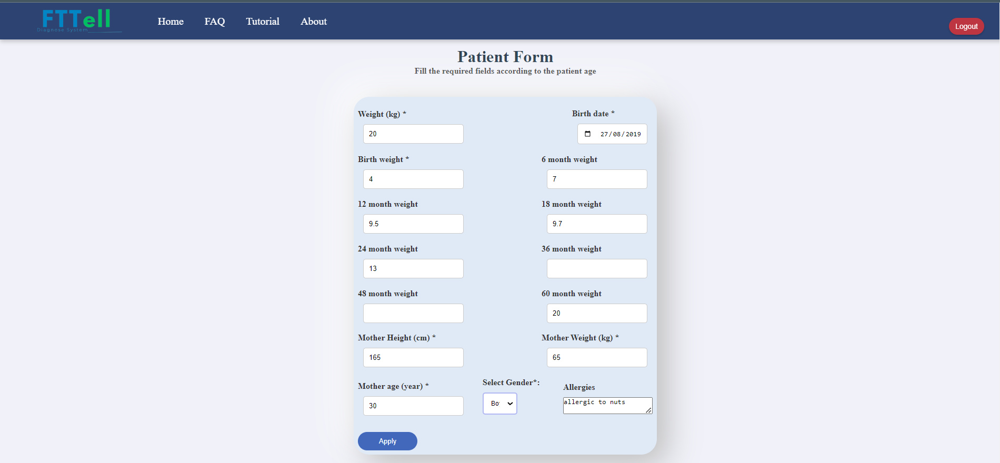 FTTell
Diagnose System
Home FAQ Tutorial About
Logout
Patient Form
Fill the required fields according to the patient age
Weight (kg) * Birth date *
20 27/08/2019
Birth weight * 6 month weight
4 7
12 month weight 18 month weight
9.5 9.7
24 month weight 36 month weight
13
48 month weight 60 month weight
20
Mother Height (cm) * Mother Weight (kg) *
165 65
Mother age (year) * Select Gender*: Allergies
30 Bo allergic to nuts
Apply